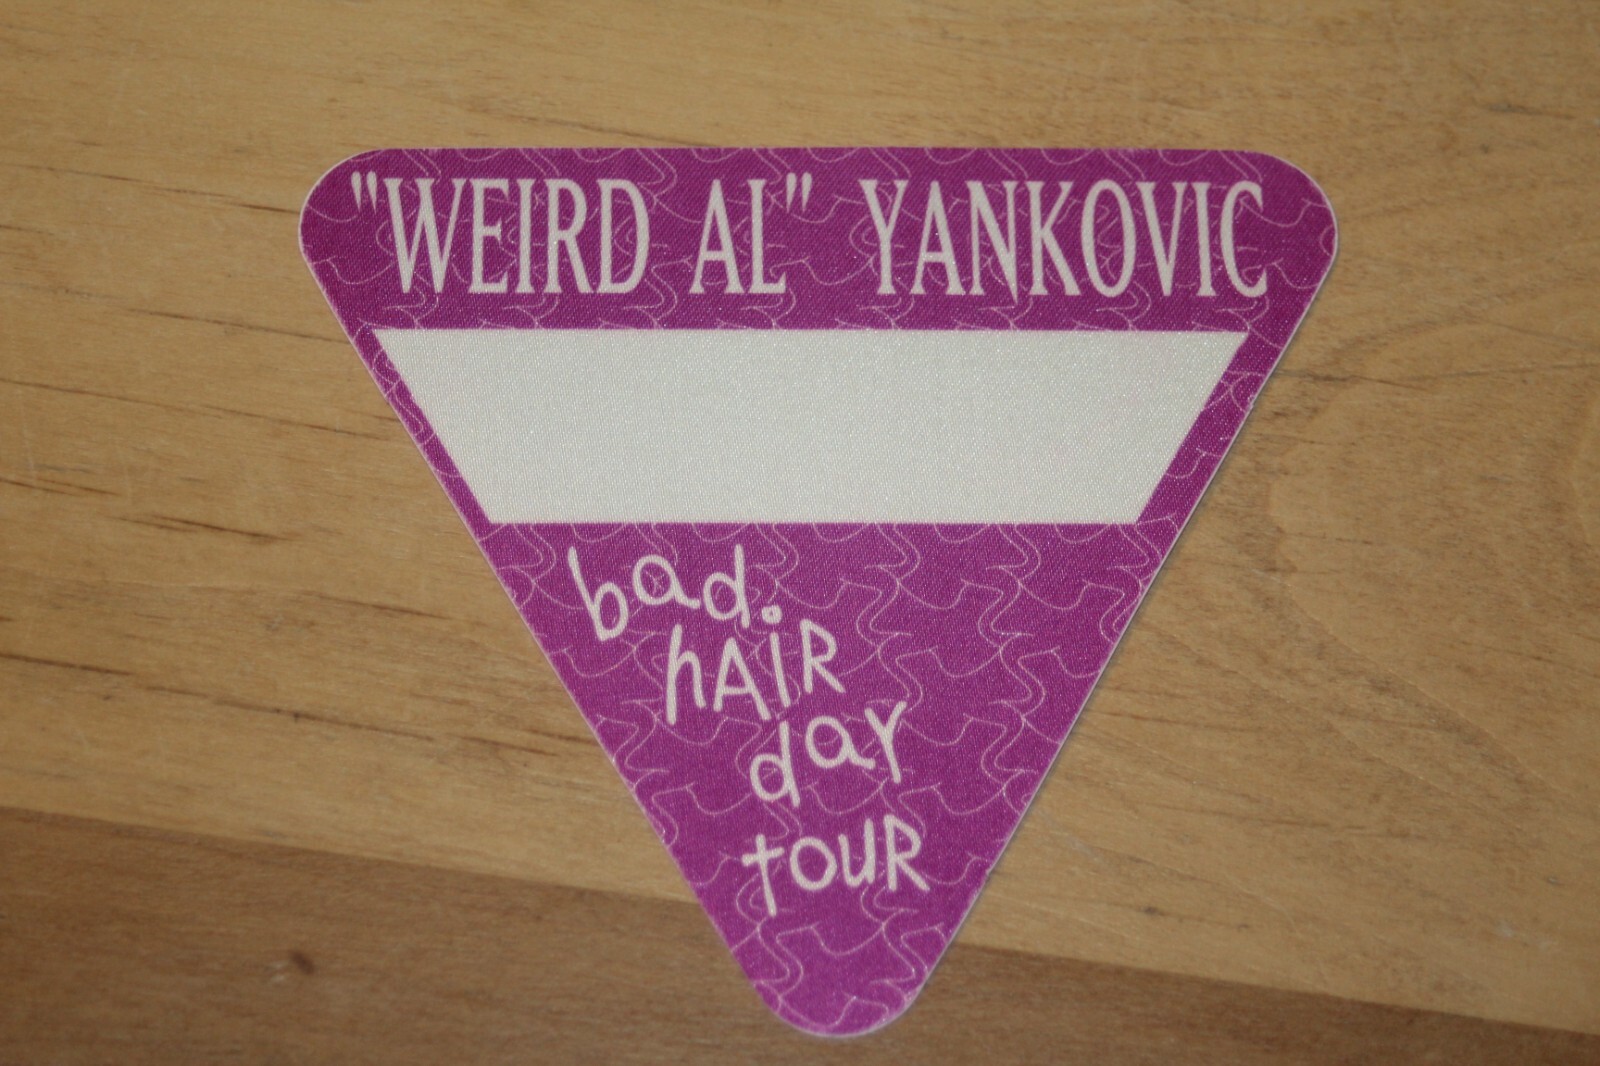 "WEIRD AL" YANKOVIC
bad
hAiR
day
touR